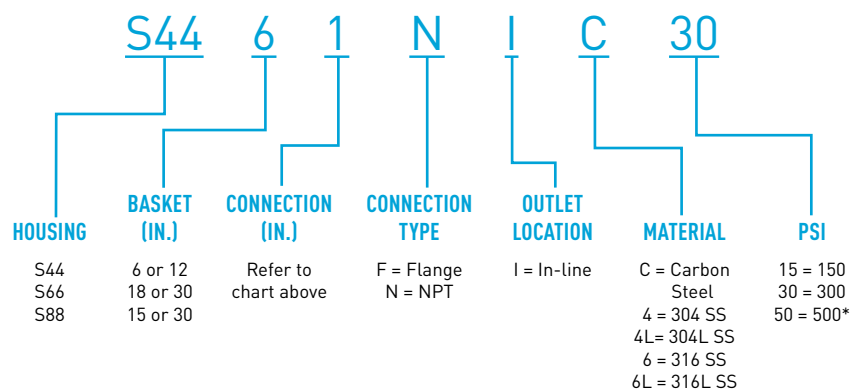 S44 6 1 N I C 30
HOUSING
S44
S66
S88
BASKET
(IN.)
6 or 12
18 or 30
15 or 30
CONNECTION
(IN.)
Refer to
chart above
CONNECTION
TYPE
F = Flange
N = NPT
OUTLET
LOCATION
I = In-line
MATERIAL
C = Carbon
Steel
4 = 304 SS
4L= 304L SS
6 = 316 SS
6L = 316L SS
PSI
15 = 150
30 = 300
50 = 500*